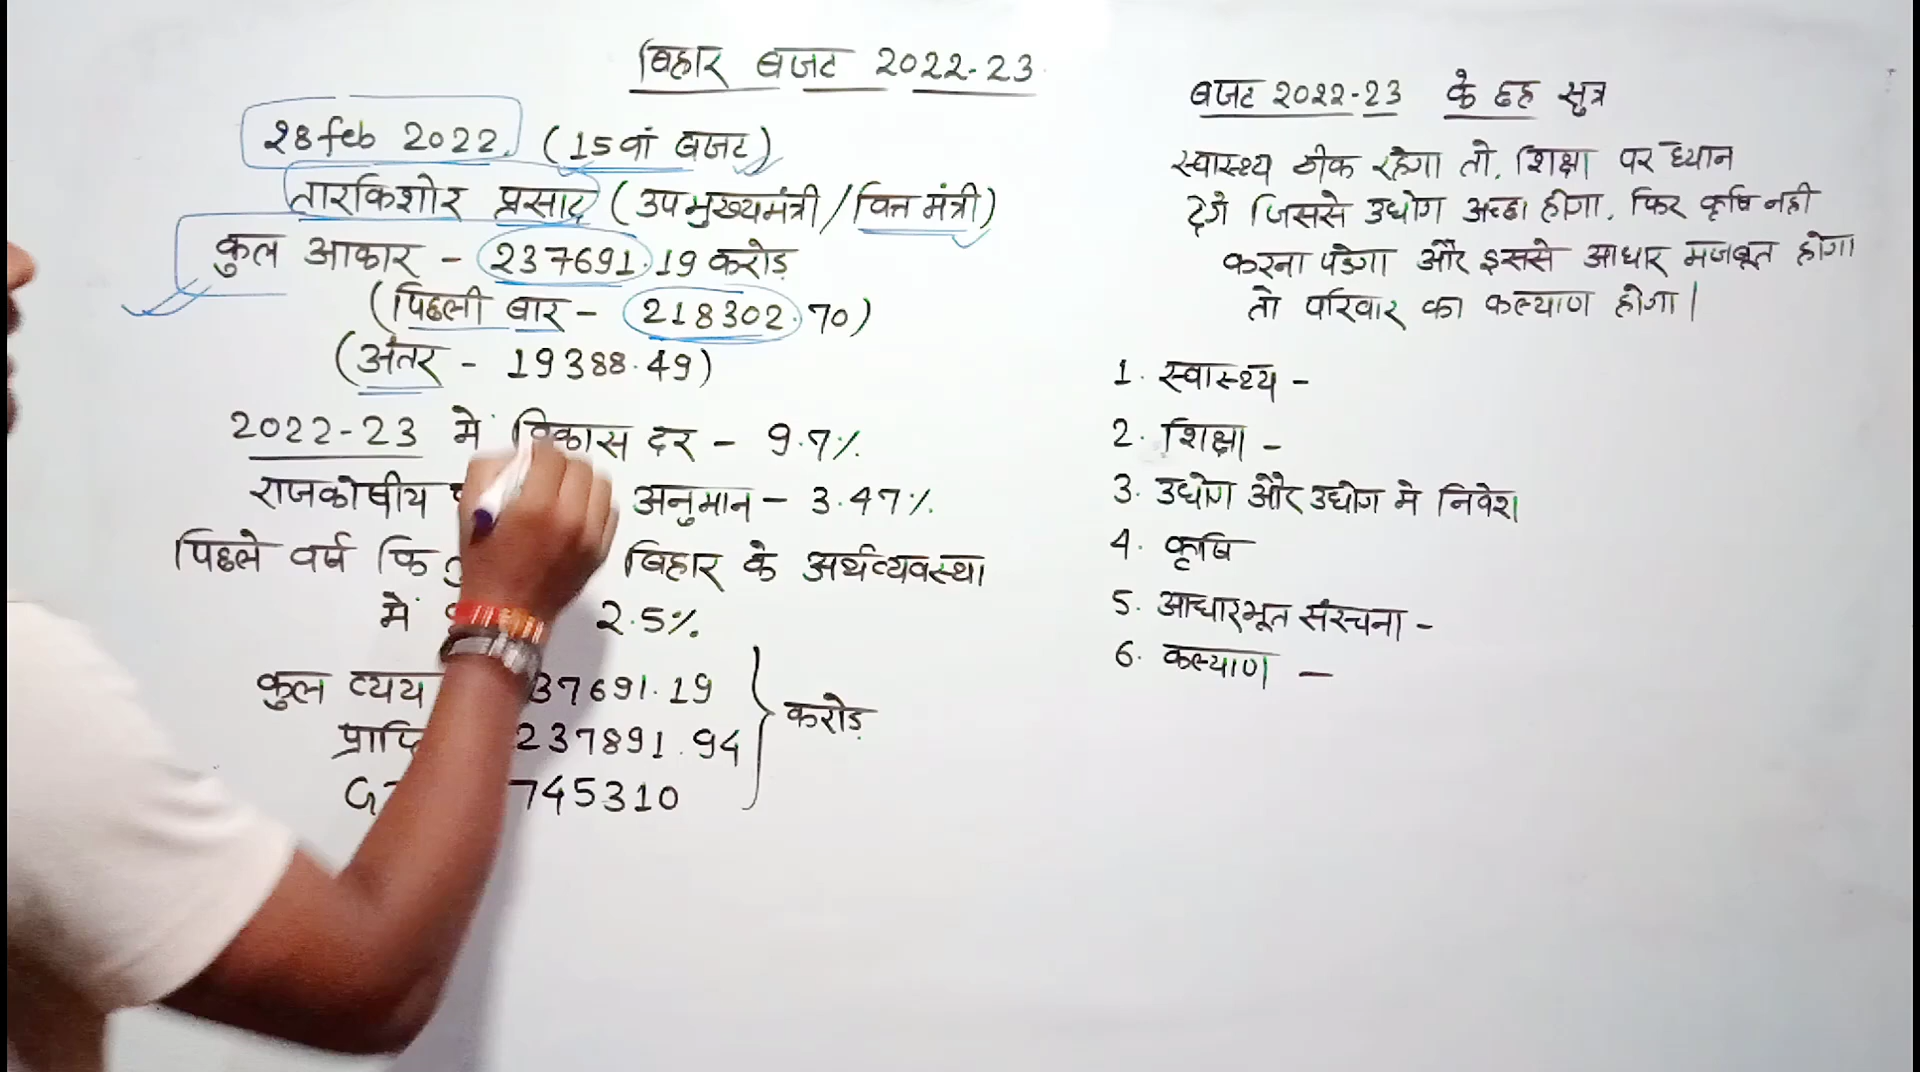 बिहार बजट 2022-23
28 feb 2022 (15वां बजट)
तारकिशोर प्रसाद (उपमुख्यमंत्री/वित्त मंत्री)
कुल आकार - 237691.19 करोड़
(पिछली बार - 218302.70)
(अंतर - 19388.49)
2022-23 में विकास दर - 9.7%
राजकोषीय अनुमान - 3.47%
पिछले वर्ष कि बिहार के अर्थव्यवस्था
में 2.5%
कुल व्यय 37691.19
237891.94
745310
करोड़
बजट 2022-23 के छह सुत्र
स्वास्थ्य ठीक रहेगा तो, शिक्षा पर ध्यान
देगे जिससे उधोग अच्छा होगा, फिर कृषि नही
करना पडेगा और इससे आधार मजबूत होगा
तो परिवार का कल्याण होगा|
1. स्वास्थ्य -
2. शिक्षा -
3. उधोग और उधोग मे निवेश
4. कृषि
5. आधारभूत संरचना -
6. कल्याण -